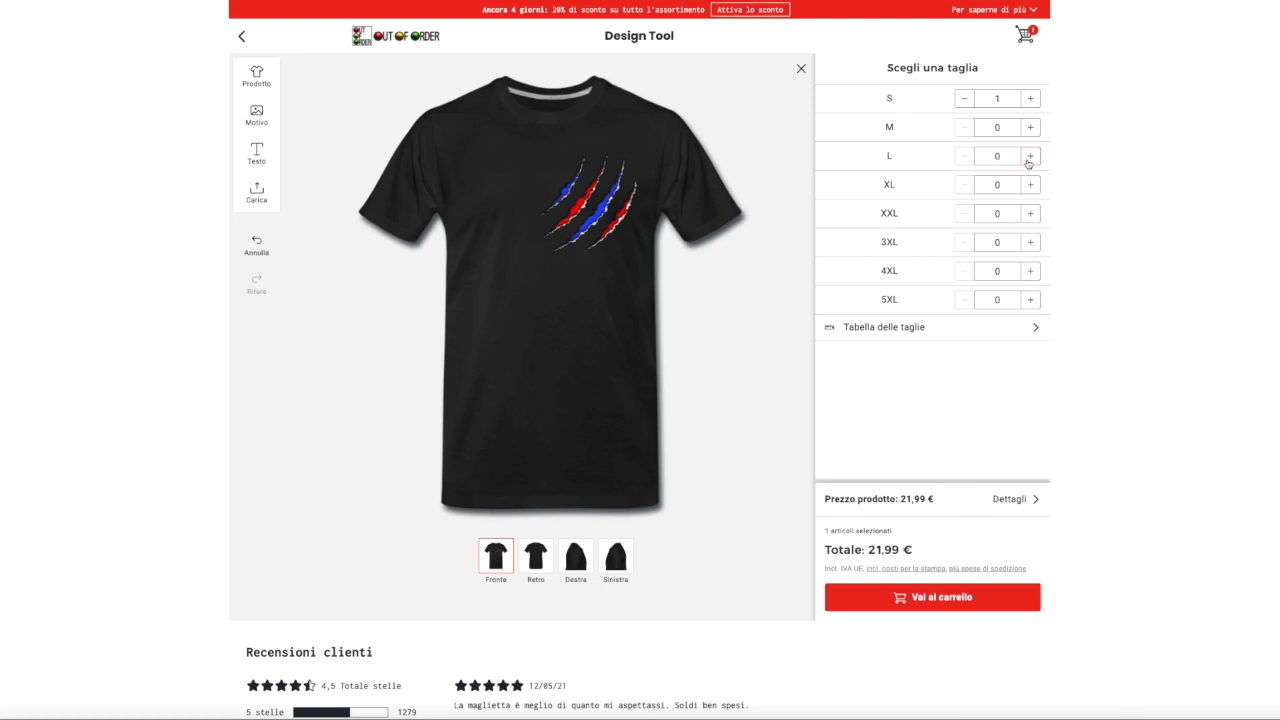 Ancora 4 giorni: 20% di sconto su tutto l'assortimento Attiva lo sconto Per saperne di più
OUT OF ORDER OUT OF ORDER Design Tool 1
Prodotto
Motivo
Testo
Carica
Annulla
Rifare
Fronte Retro Destra Sinistra
Scegli una taglia
S − 1 +
M − 0 +
L − 0 +
XL − 0 +
XXL − 0 +
3XL − 0 +
4XL − 0 +
5XL − 0 +
Tabella delle taglie
Prezzo prodotto: 21,99 € Dettagli
1 articoli selezionati
Totale: 21,99 €
Incl. IVA UE, incl. costi per la stampa, più spese di spedizione
Vai al carrello
Recensioni clienti
4,5 Totale stelle 12/05/21
5 stelle 1279 La maglietta è meglio di quanto mi aspettassi. Soldi ben spesi.